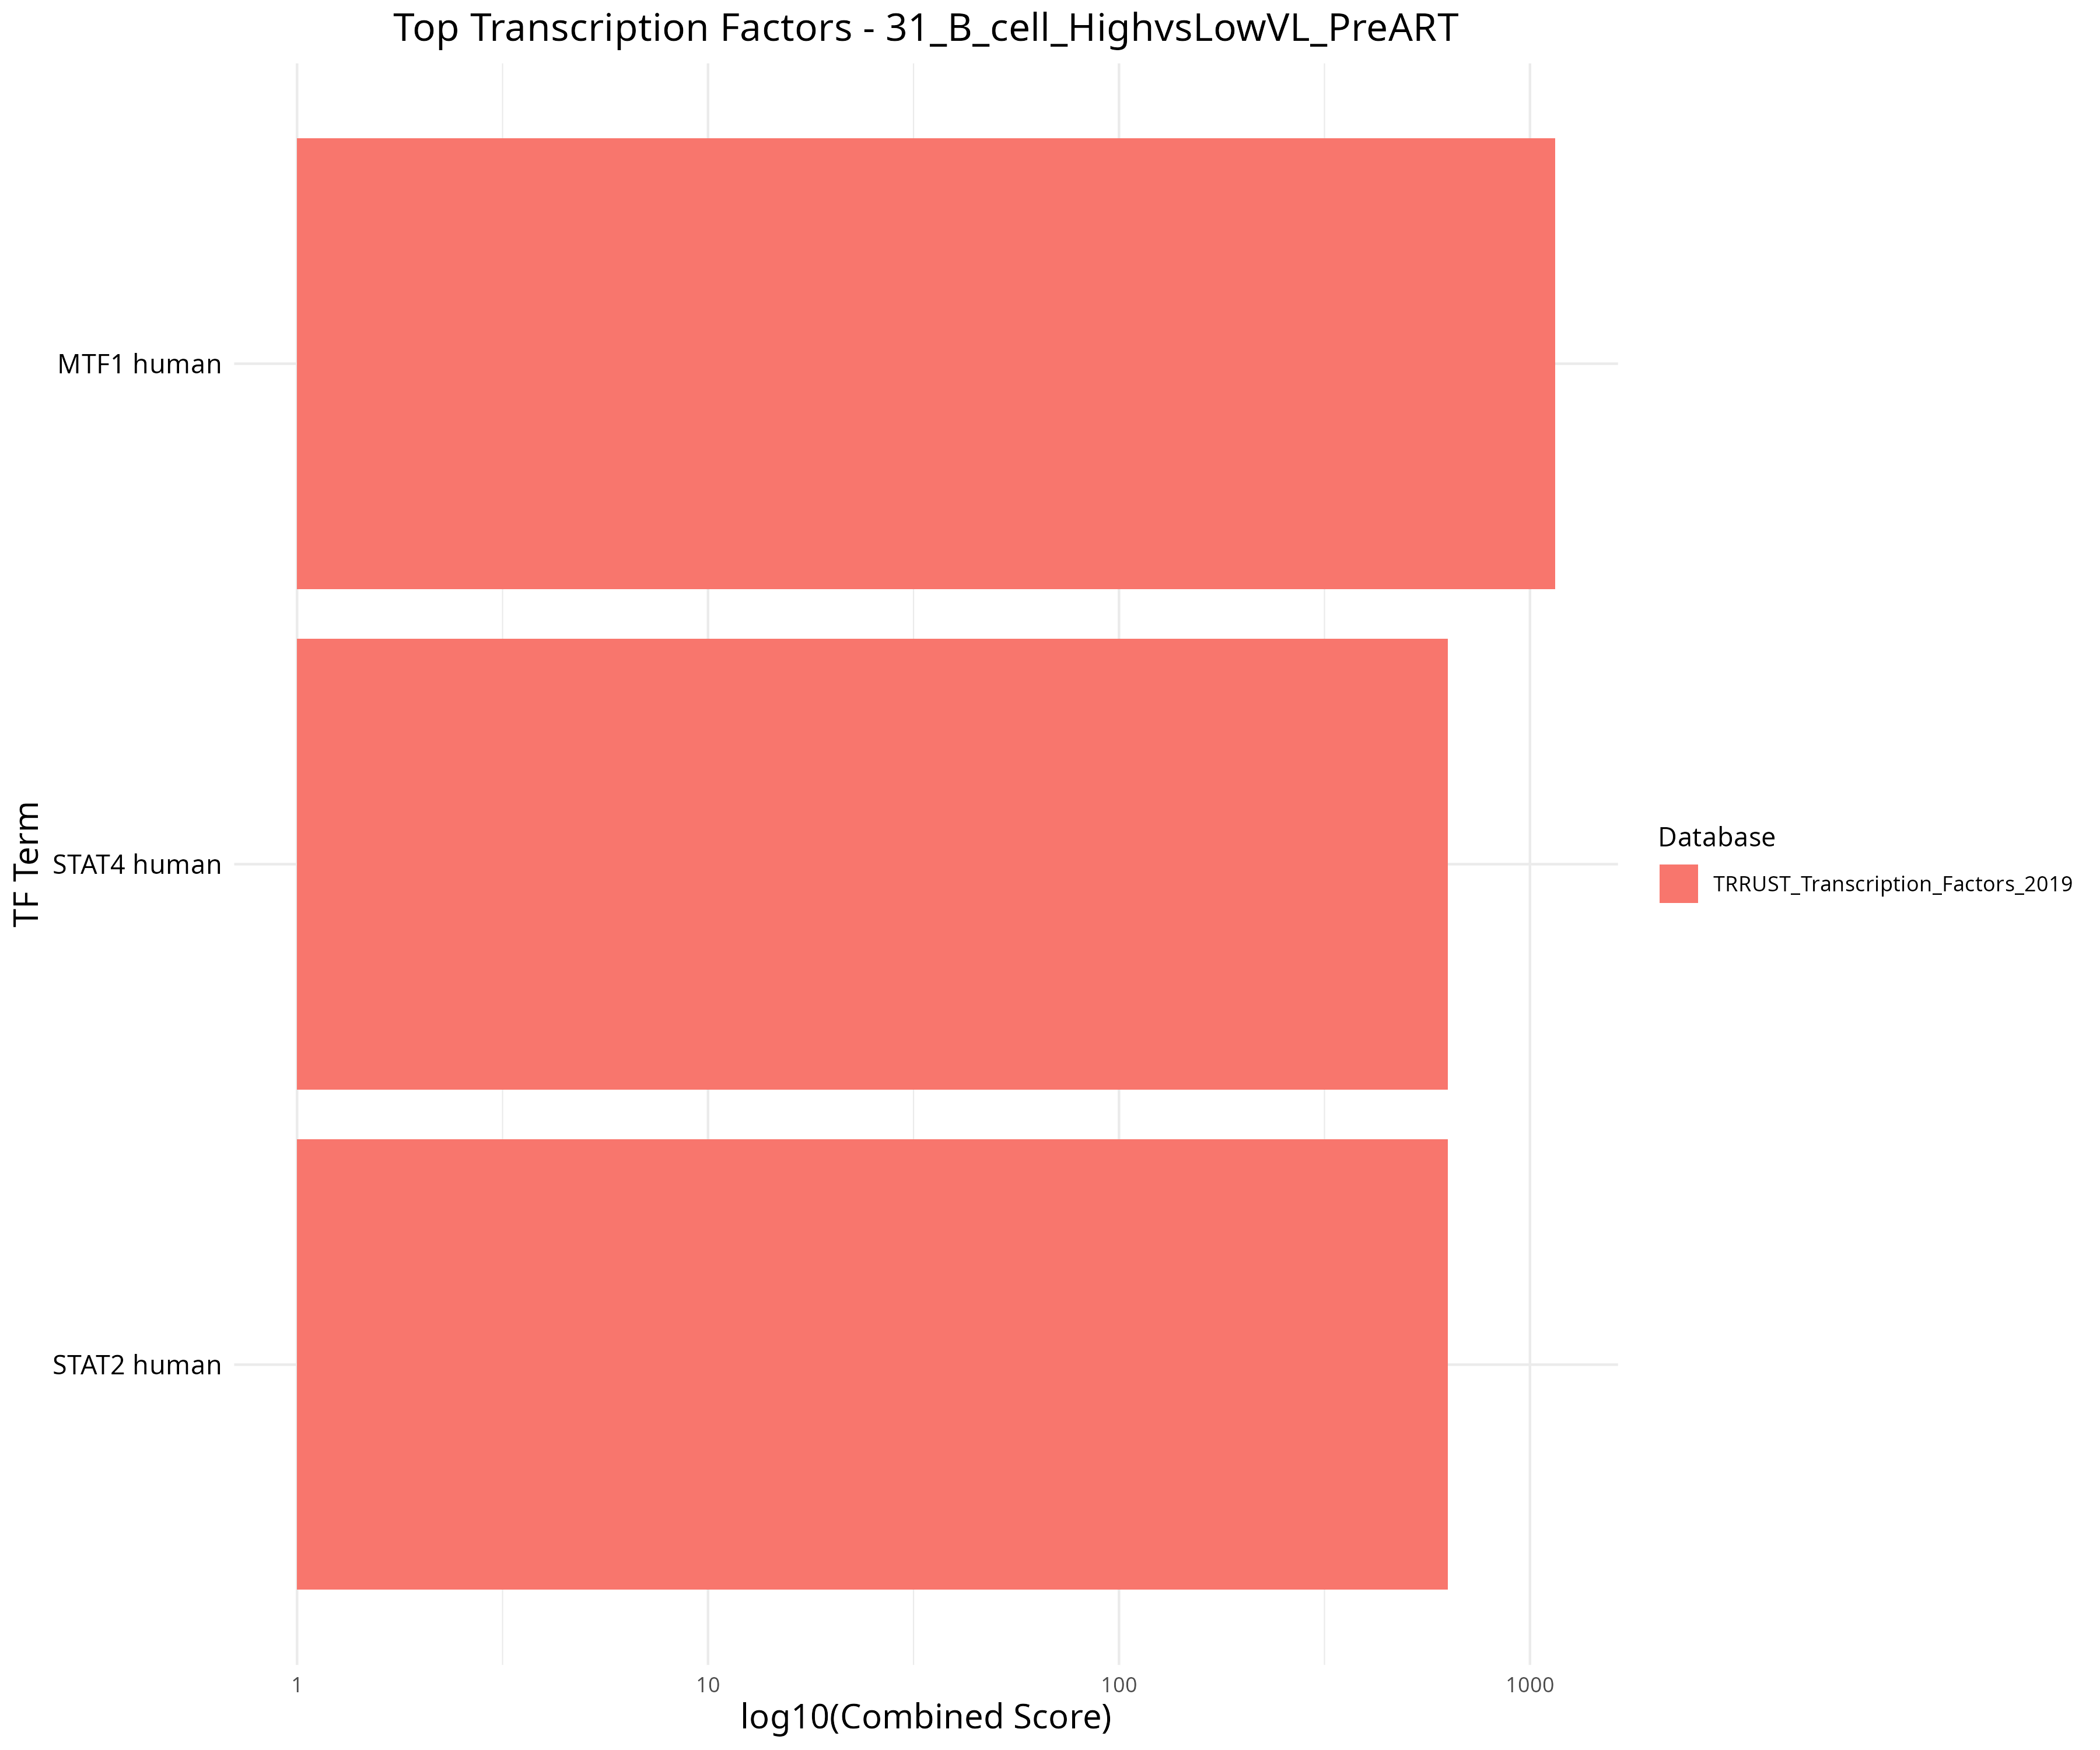 Top Transcription Factors - 31_B_cell_HighvsLowVL_PreART
TF Term
MTF1 human
STAT4 human
STAT2 human
1
10
100
1000
log10(Combined Score)
Database
TRRUST_Transcription_Factors_2019